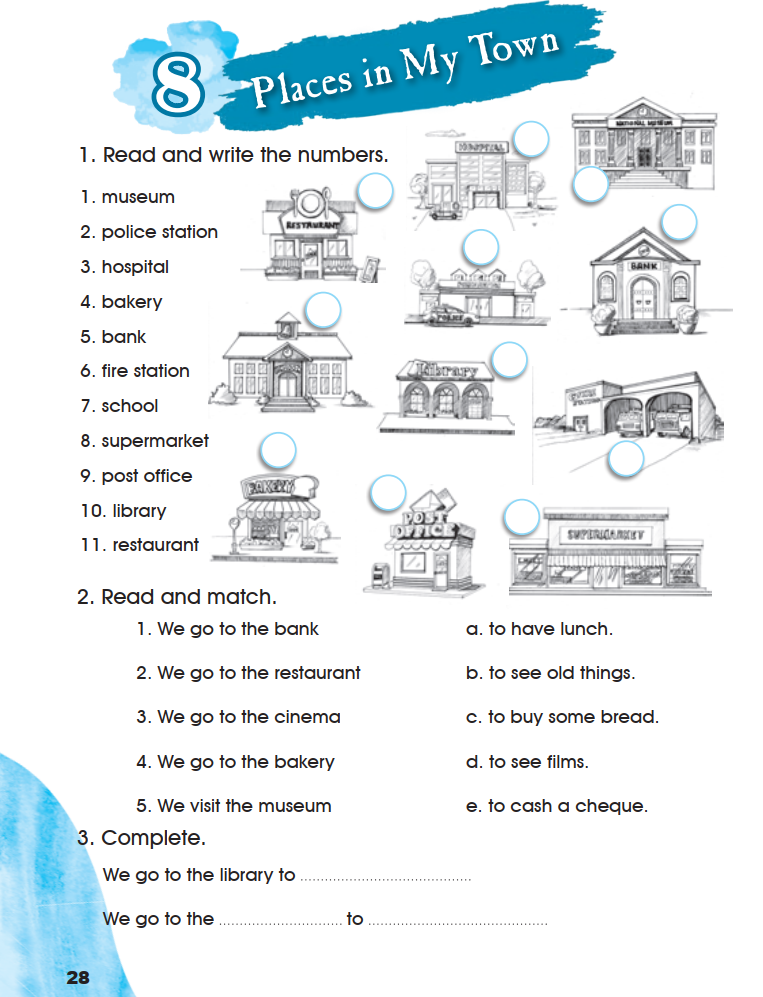 8
Places in My Town
1. Read and write the numbers.
1. museum
2. police station
3. hospital
4. bakery
5. bank
6. fire station
7. school
8. supermarket
9. post office
10. library
11. restaurant
HOSPITAL
NATIONAL MUSEUM
RESTAURANT
BANK
POLICE
Library
BAKERY
POST
OFFICE
SUPERMARKET
2. Read and match.
1. We go to the bank
a. to have lunch.
2. We go to the restaurant
b. to see old things.
3. We go to the cinema
c. to buy some bread.
4. We go to the bakery
d. to see films.
5. We visit the museum
e. to cash a cheque.
3. Complete.
We go to the library to ..........................................
We go to the .............................. to ............................................
28